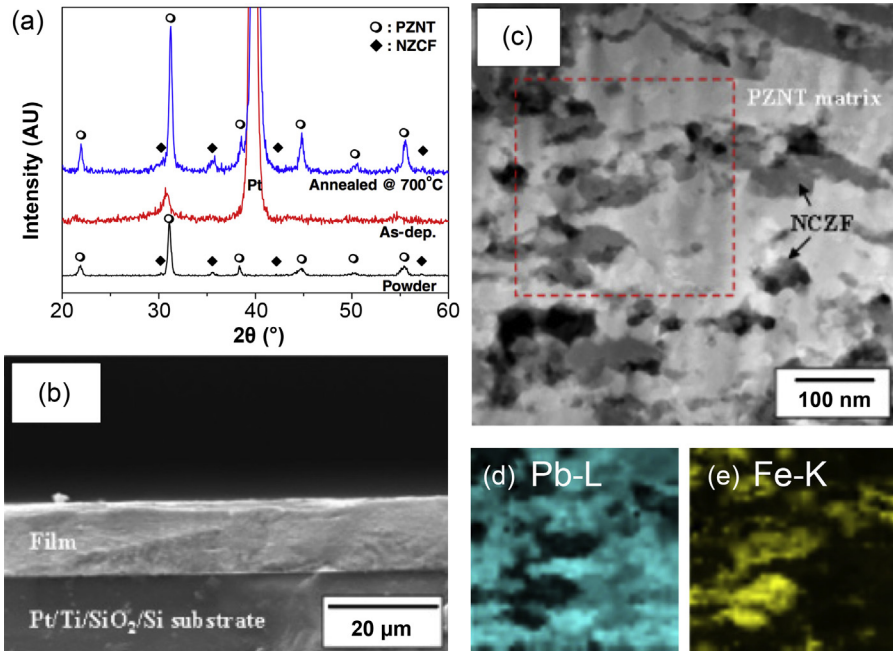 (a)
: PZNT
: NZCF
Intensity (AU)
Pt
Annealed @ 700°C
As-dep.
Powder
20 30 40 50 60
2θ (°)
(b)
Film
Pt/Ti/SiO₂/Si substrate
20 μm
(c)
PZNT matrix
NCZF
100 nm
(d) Pb-L
(e) Fe-K